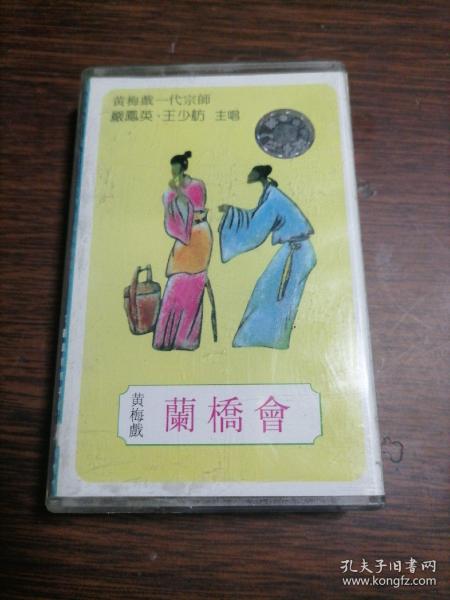 黃梅戲一代宗師
嚴鳳英·王少舫 主唱
黃梅戲
蘭橋會
孔夫子旧书网
www.kongfz.com